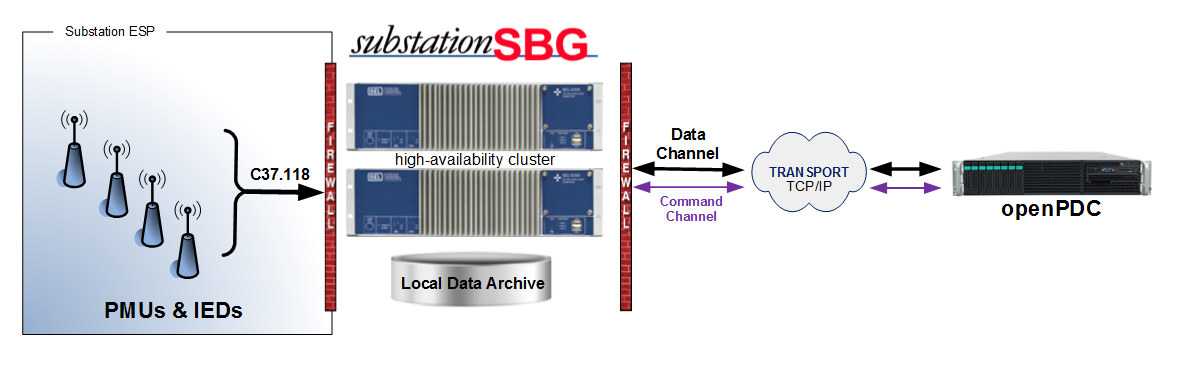 Substation ESP
substationSBG
SEL
FIREWALL
high-availability cluster
SEL
C37.118
PMUs & IEDs
Local Data Archive
FIREWALL
Data
Channel
Command
Channel
TRANSPORT
TCP/IP
openPDC